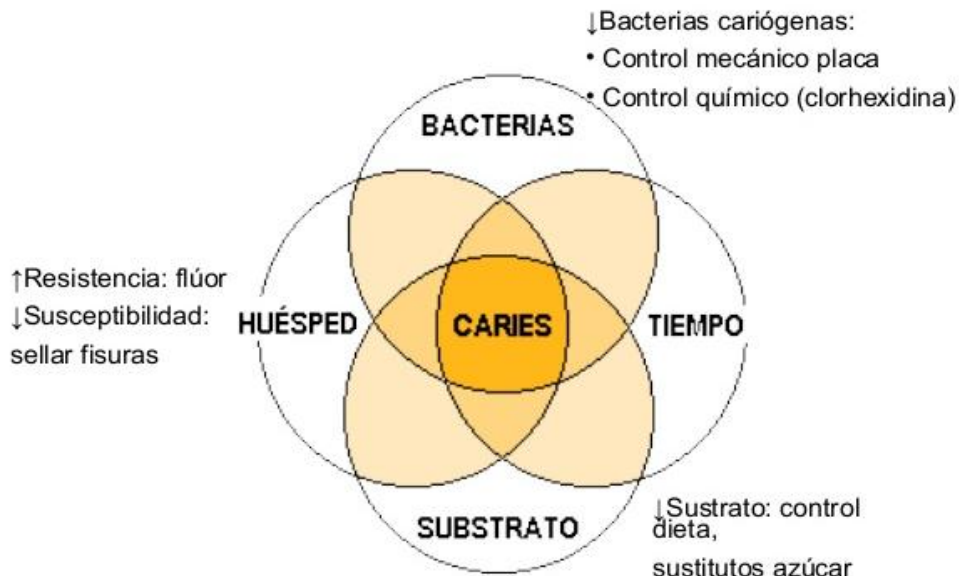 ↓Bacterias cariógenas:
• Control mecánico placa
• Control químico (clorhexidina)
BACTERIAS
↑Resistencia: flúor
↓Susceptibilidad:
sellar fisuras
HUÉSPED
CARIES
TIEMPO
SUBSTRATO
↓Sustrato: control
dieta,
sustitutos azúcar